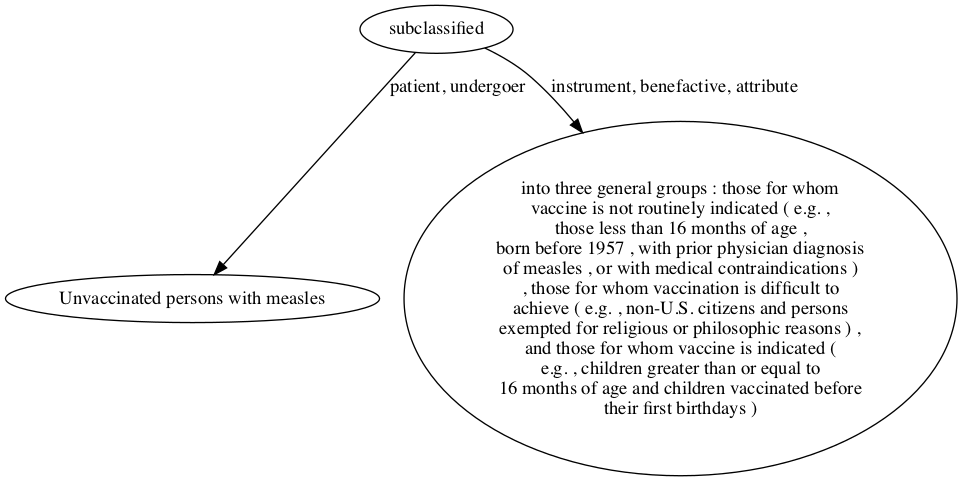 subclassified
patient, undergoer
instrument, benefactive, attribute
into three general groups : those for whom
vaccine is not routinely indicated ( e.g. ,
those less than 16 months of age ,
born before 1957 , with prior physician diagnosis
of measles , or with medical contraindications )
, those for whom vaccination is difficult to
achieve ( e.g. , non-U.S. citizens and persons
exempted for religious or philosophic reasons ) ,
and those for whom vaccine is indicated (
e.g. , children greater than or equal to
16 months of age and children vaccinated before
their first birthdays )
Unvaccinated persons with measles